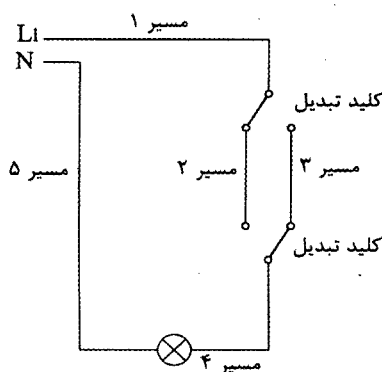 مسیر ۱
L1
N
کلید تبدیل
مسیر ۵
مسیر ۲
مسیر ۳
کلید تبدیل
مسیر ۴